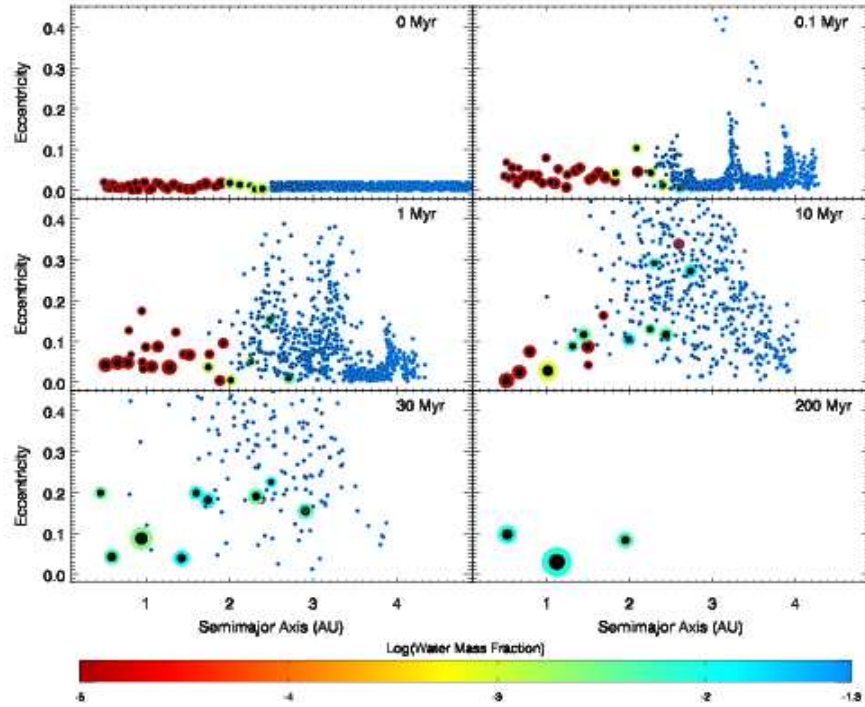 0 Myr
0.1 Myr
Eccentricity
0.4
0.3
0.2
0.1
0.0
1 Myr
10 Myr
Eccentricity
0.4
0.3
0.2
0.1
0.0
30 Myr
200 Myr
Eccentricity
0.4
0.3
0.2
0.1
0.0
1 2 3 4 1 2 3 4
Semimajor Axis (AU) Semimajor Axis (AU)
Log(Water Mass Fraction)
-5 -4 -3 -2 -1.3